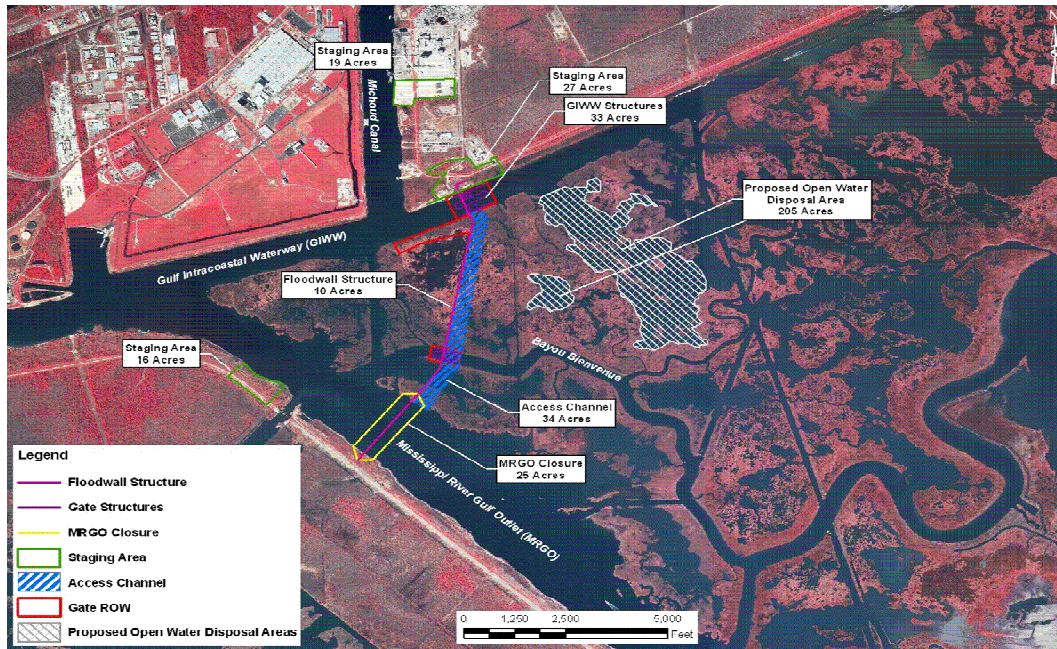 Staging Area
19 Acres
Michoud Canal
Staging Area
27 Acres
GIWW Structures
33 Acres
Proposed Open Water
Disposal Area
205 Acres
Gulf Intracoastal Waterway (GIWW)
Floodwall Structure
10 Acres
Staging Area
16 Acres
Bayou Bienvenue
Access Channel
34 Acres
MRGO Closure
25 Acres
Mississippi River Gulf Outlet (MRGO)
Legend
Floodwall Structure
Gate Structures
MRGO Closure
Staging Area
Access Channel
Gate ROW
Proposed Open Water Disposal Areas
0 1,250 2,500 5,000
Feet